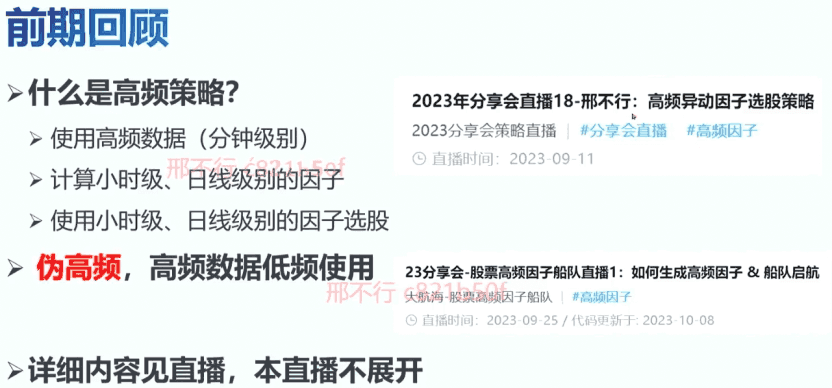 前期回顾
什么是高频策略?
使用高频数据（分钟级别）
计算小时级、日线级别的因子
使用小时级、日线级别的因子选股
伪高频，高频数据低频使用
详细内容见直播，本直播不展开
2023年分享会直播18-邢不行：高频异动因子选股策略
2023分享会策略直播 | #分享会直播 #高频因子
直播时间：2023-09-11
23分享会-股票高频因子船队直播1：如何生成高频因子 & 船队启航
大航海-股票高频因子船队 | #高频因子
直播时间：2023-09-25 / 代码更新于: 2023-10-08
邢不行 c821b50f
邢不行 c821b50f